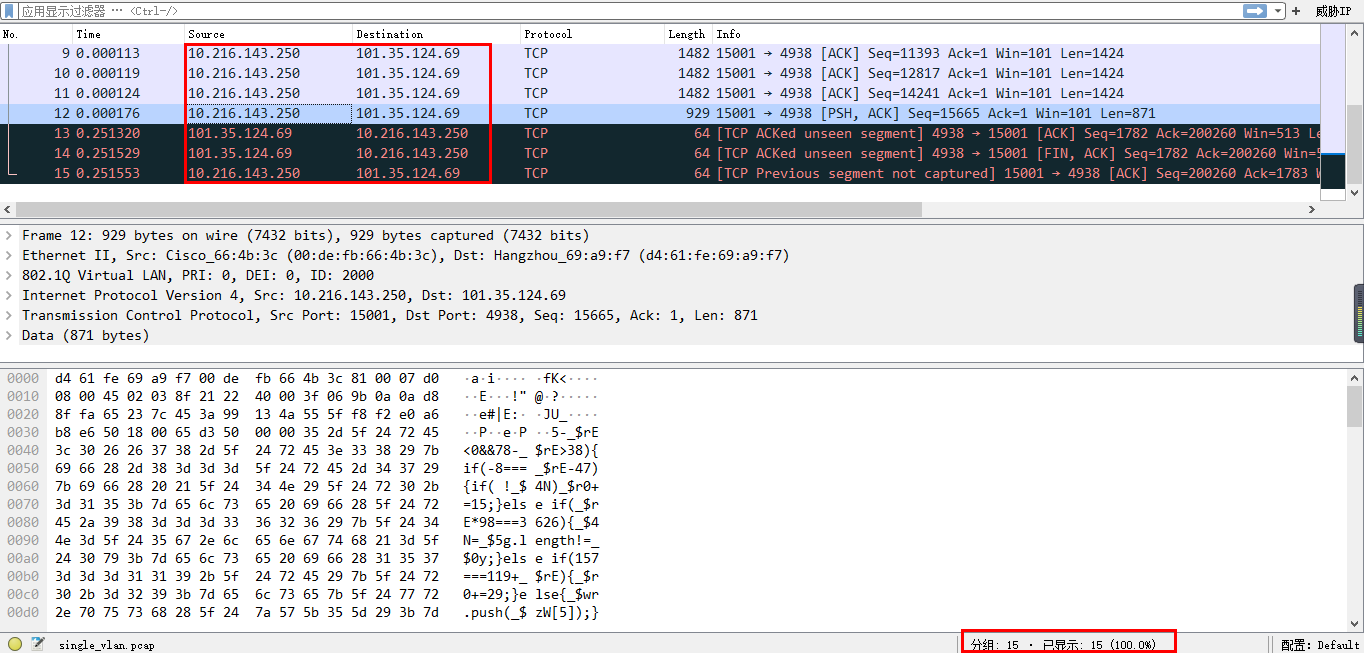 应用显示过滤器 … <Ctrl-/> + 威胁IP
No. Time Source Destination Protocol Length Info
9 0.000113 10.216.143.250 101.35.124.69 TCP 1482 15001 → 4938 [ACK] Seq=11393 Ack=1 Win=101 Len=1424
10 0.000119 10.216.143.250 101.35.124.69 TCP 1482 15001 → 4938 [ACK] Seq=12817 Ack=1 Win=101 Len=1424
11 0.000124 10.216.143.250 101.35.124.69 TCP 1482 15001 → 4938 [ACK] Seq=14241 Ack=1 Win=101 Len=1424
12 0.000176 10.216.143.250 101.35.124.69 TCP 929 15001 → 4938 [PSH, ACK] Seq=15665 Ack=1 Win=101 Len=871
13 0.251320 101.35.124.69 10.216.143.250 TCP 64 [TCP ACKed unseen segment] 4938 → 15001 [ACK] Seq=1782 Ack=200260 Win=513 Le
14 0.251529 101.35.124.69 10.216.143.250 TCP 64 [TCP ACKed unseen segment] 4938 → 15001 [FIN, ACK] Seq=1782 Ack=200260 Win=5
15 0.251553 10.216.143.250 101.35.124.69 TCP 64 [TCP Previous segment not captured] 15001 → 4938 [ACK] Seq=200260 Ack=1783 W
Frame 12: 929 bytes on wire (7432 bits), 929 bytes captured (7432 bits)
Ethernet II, Src: Cisco_66:4b:3c (00:de:fb:66:4b:3c), Dst: Hangzhou_69:a9:f7 (d4:61:fe:69:a9:f7)
802.1Q Virtual LAN, PRI: 0, DEI: 0, ID: 2000
Internet Protocol Version 4, Src: 10.216.143.250, Dst: 101.35.124.69
Transmission Control Protocol, Src Port: 15001, Dst Port: 4938, Seq: 15665, Ack: 1, Len: 871
Data (871 bytes)
0000 d4 61 fe 69 a9 f7 00 de fb 66 4b 3c 81 00 07 d0 ·a·i···· ·fK<····
0010 08 00 45 02 03 8f 21 22 40 00 3f 06 9b 0a 0a d8 ··E···!" @·?·····
0020 8f fa 65 23 7c 45 3a 99 13 4a 55 5f f8 f2 e0 a6 ··e#|E:· ·JU_····
0030 b8 e6 50 18 00 65 d3 50 00 00 35 2d 5f 24 72 45 ··P··e·P ··5-_$rE
0040 3c 30 26 26 37 38 2d 5f 24 72 45 3e 33 38 29 7b <0&&78-_ $rE>38){
0050 69 66 28 2d 38 3d 3d 3d 5f 24 72 45 2d 34 37 29 if(-8=== _$rE-47)
0060 7b 69 66 28 20 21 5f 24 34 4e 29 5f 24 72 30 2b {if( !_$ 4N)_$r0+
0070 3d 31 35 3b 7d 65 6c 73 65 20 69 66 28 5f 24 72 =15;}els e if(_$r
0080 45 2a 39 38 3d 3d 3d 33 36 32 36 29 7b 5f 24 34 E*98===3 626){_$4
0090 4e 3d 5f 24 35 67 2e 6c 65 6e 67 74 68 21 3d 5f N=_$5g.l ength!=_
00a0 24 30 79 3b 7d 65 6c 73 65 20 69 66 28 31 35 37 $0y;}els e if(157
00b0 3d 3d 3d 31 31 39 2b 5f 24 72 45 29 7b 5f 24 72 ===119+_ $rE){_$r
00c0 30 2b 3d 32 39 3b 7d 65 6c 73 65 7b 5f 24 77 72 0+=29;}e lse{_$wr
00d0 2e 70 75 73 68 28 5f 24 7a 57 5b 35 5d 29 3b 7d .push(_$ zW[5]);}
single_vlan.pcap 分组: 15 · 已显示: 15 (100.0%) 配置: Default